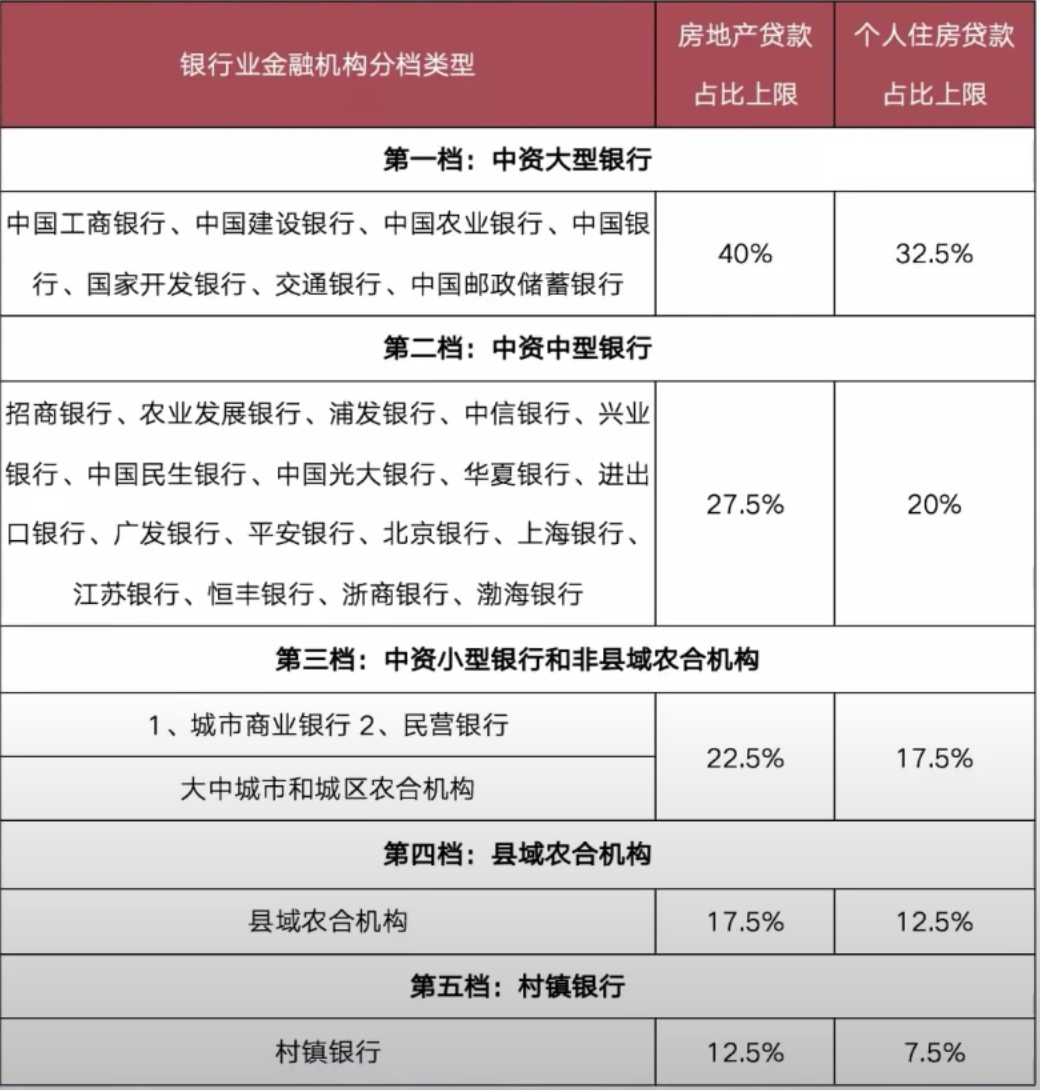 银行业金融机构分档类型
房地产贷款
占比上限
个人住房贷款
占比上限
第一档：中资大型银行
中国工商银行、中国建设银行、中国农业银行、中国银
行、国家开发银行、交通银行、中国邮政储蓄银行
40%
32.5%
第二档：中资中型银行
招商银行、农业发展银行、浦发银行、中信银行、兴业
银行、中国民生银行、中国光大银行、华夏银行、进出
口银行、广发银行、平安银行、北京银行、上海银行、
江苏银行、恒丰银行、浙商银行、渤海银行
27.5%
20%
第三档：中资小型银行和非县域农合机构
1、城市商业银行 2、民营银行
大中城市和城区农合机构
22.5%
17.5%
第四档：县域农合机构
县域农合机构
17.5%
12.5%
第五档：村镇银行
村镇银行
12.5%
7.5%